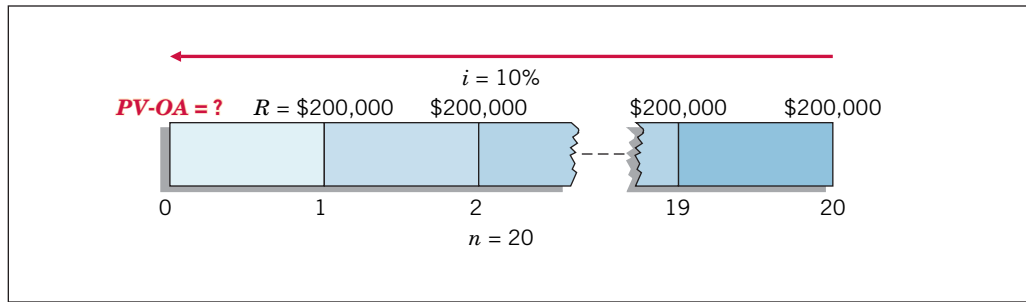 i = 10%
PV-OA = ? R = $200,000 $200,000 $200,000 $200,000
0 1 2 19 20
n = 20